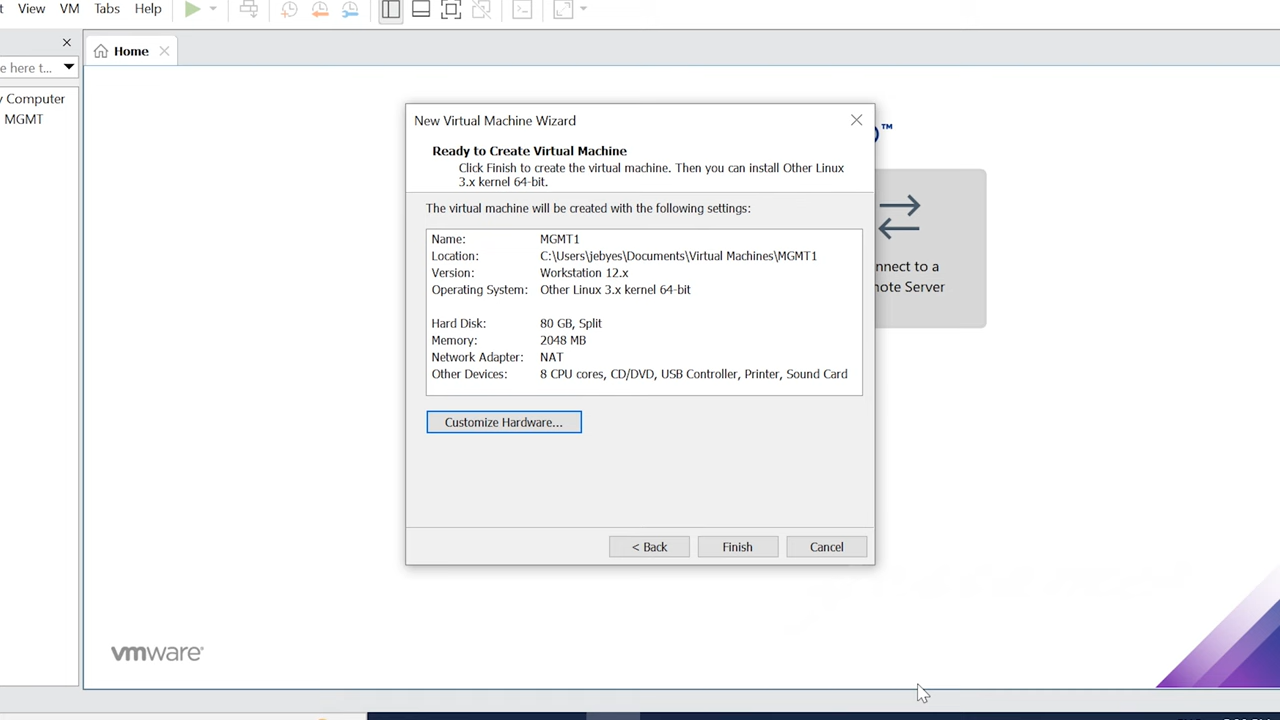 View VM Tabs Help
Home
e here t...
y Computer
MGMT
New Virtual Machine Wizard
Ready to Create Virtual Machine
Click Finish to create the virtual machine. Then you can install Other Linux
3.x kernel 64-bit.
The virtual machine will be created with the following settings:
Name: MGMT1
Location: C:\Users\jebyes\Documents\Virtual Machines\MGMT1
Version: Workstation 12.x
Operating System: Other Linux 3.x kernel 64-bit
Hard Disk: 80 GB, Split
Memory: 2048 MB
Network Adapter: NAT
Other Devices: 8 CPU cores, CD/DVD, USB Controller, Printer, Sound Card
Customize Hardware...
< Back Finish Cancel
™
nnect to a
note Server
vmware®